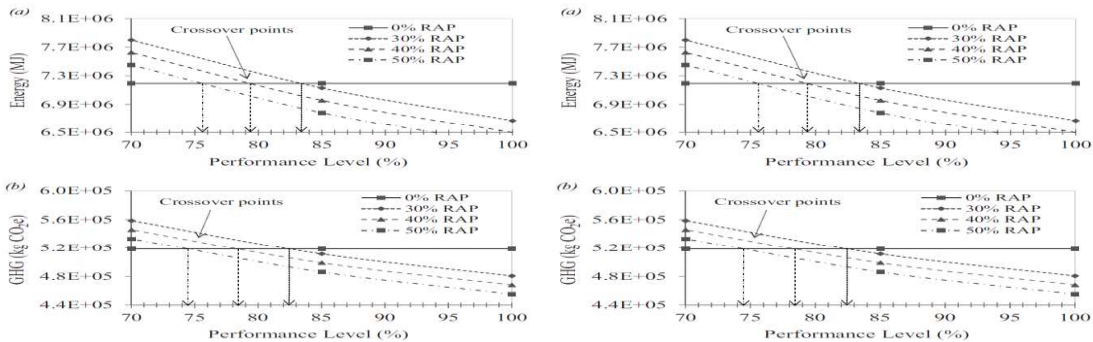 (a)
8.1E+06
7.7E+06
7.3E+06
6.9E+06
6.5E+06
Energy (MJ)
Crossover points
0% RAP
30% RAP
40% RAP
50% RAP
70 75 80 85 90 95 100
Performance Level (%)
(a)
8.1E+06
7.7E+06
7.3E+06
6.9E+06
6.5E+06
Energy (MJ)
Crossover points
0% RAP
30% RAP
40% RAP
50% RAP
70 75 80 85 90 95 100
Performance Level (%)
(b)
6.0E+05
5.6E+05
5.2E+05
4.8E+05
4.4E+05
GHG (kg CO₂e)
Crossover points
0% RAP
30% RAP
40% RAP
50% RAP
70 75 80 85 90 95 100
Performance Level (%)
(b)
6.0E+05
5.6E+05
5.2E+05
4.8E+05
4.4E+05
GHG (kg CO₂e)
Crossover points
0% RAP
30% RAP
40% RAP
50% RAP
70 75 80 85 90 95 100
Performance Level (%)